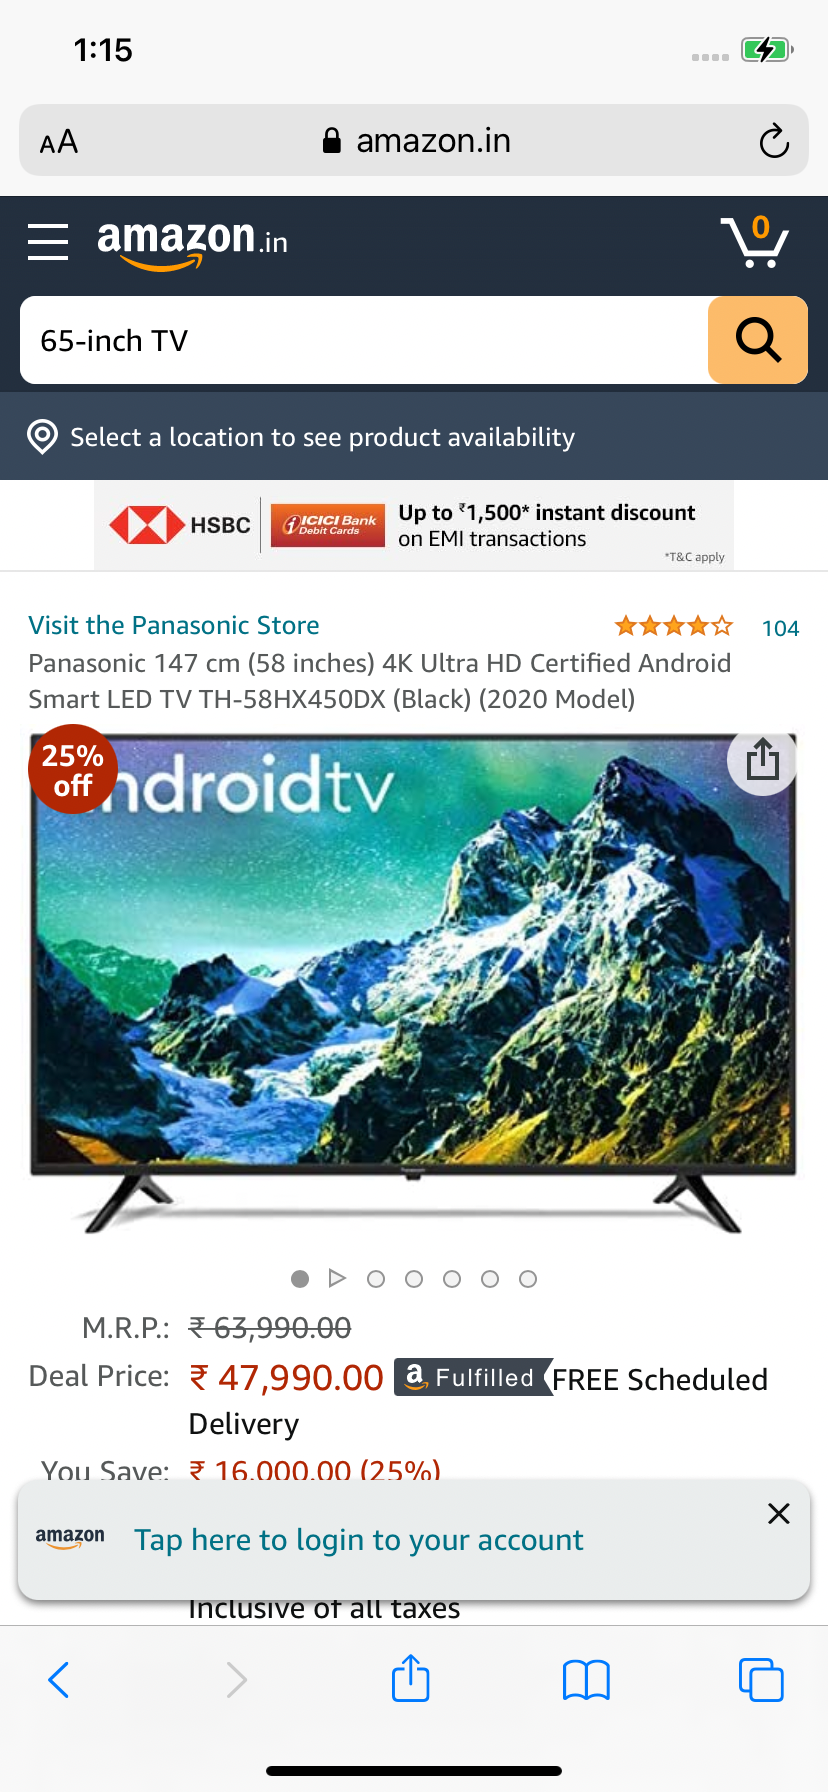 1:15
AA amazon.in
amazon.in 0
65-inch TV
Select a location to see product availability
HSBC ICICI Bank Debit Cards Up to ₹1,500* instant discount
on EMI transactions
*T&C apply
Visit the Panasonic Store 104
Panasonic 147 cm (58 inches) 4K Ultra HD Certified Android
Smart LED TV TH-58HX450DX (Black) (2020 Model)
25%
off
ndroidtv
Panasonic
M.R.P.: ₹ 63,990.00
Deal Price: ₹ 47,990.00 a Fulfilled FREE Scheduled
Delivery
You Save: ₹ 16,000.00 (25%)
amazon Tap here to login to your account
Inclusive of all taxes